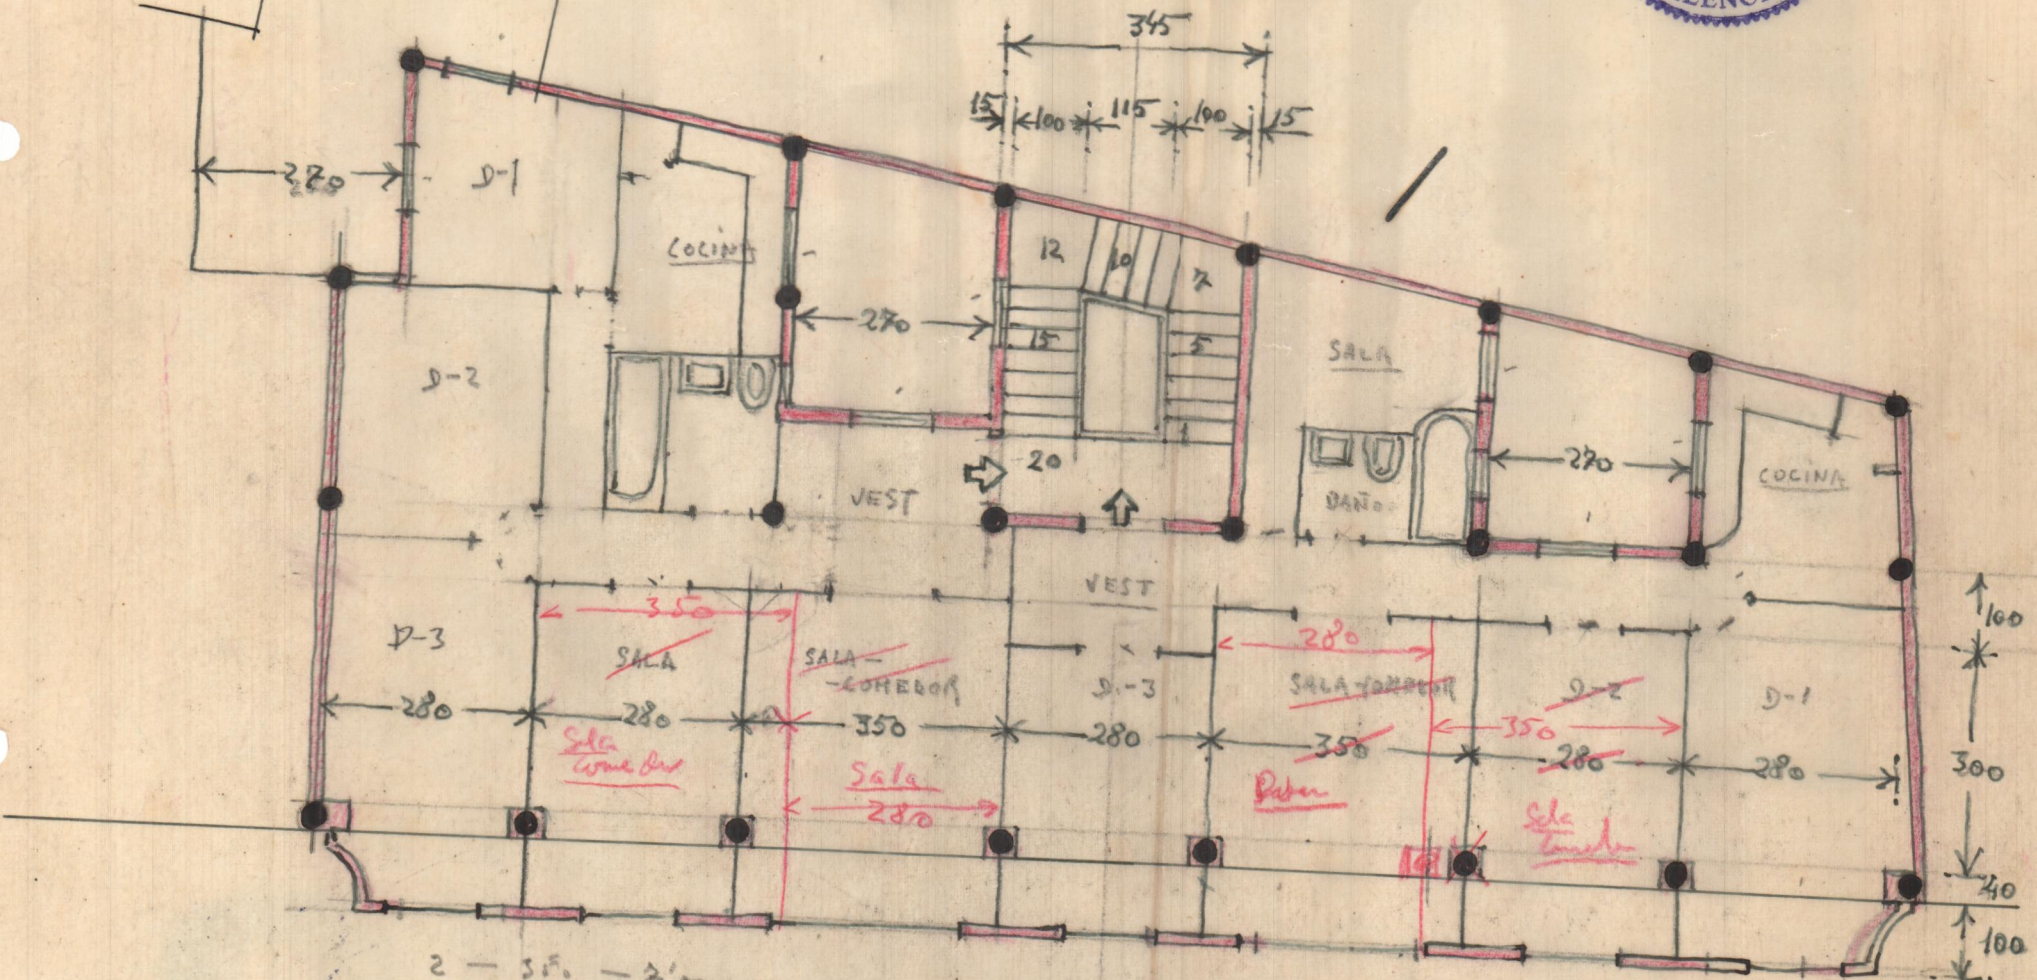 345
15 100 115 100 15
270
D-1
COCINA
12 10 7
270
15 5
SALA
D-2
1
20
VEST
270
COCINA
BAÑO
VEST
100
350
280
D-3
SALA
SALA-
-COMEDOR
D.-3
SALA-COMEDOR
D-2
D-1
280
280
350
280
350
350
280
280
300
Sala
Comedor
Sala
280
Sala
Comedor
40
100